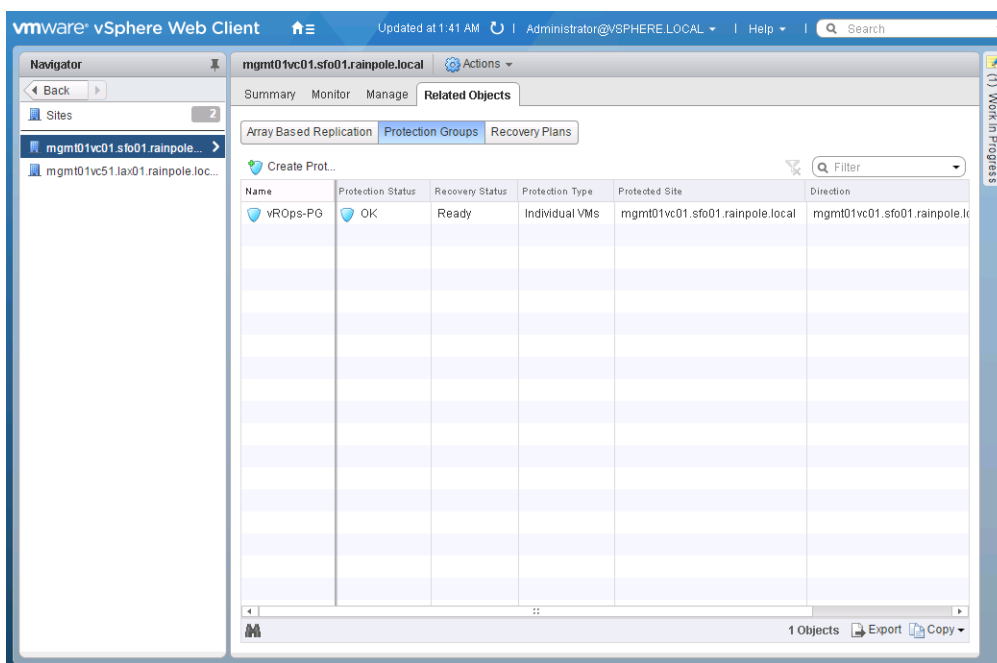 vmware® vSphere Web Client
Updated at 1:41 AM | Administrator@VSPHERE.LOCAL | Help | Search
Navigator
Back
Sites 2
mgmt01vc01.sfo01.rainpole...
mgmt01vc51.lax01.rainpole.loc...
mgmt01vc01.sfo01.rainpole.local Actions
Summary Monitor Manage Related Objects
Array Based Replication Protection Groups Recovery Plans
Create Prot... Filter
Name Protection Status Recovery Status Protection Type Protected Site Direction
vROps-PG OK Ready Individual VMs mgmt01vc01.sfo01.rainpole.local mgmt01vc01.sfo01.rainpole.lo
1 Objects Export Copy
(1) Work In Progress